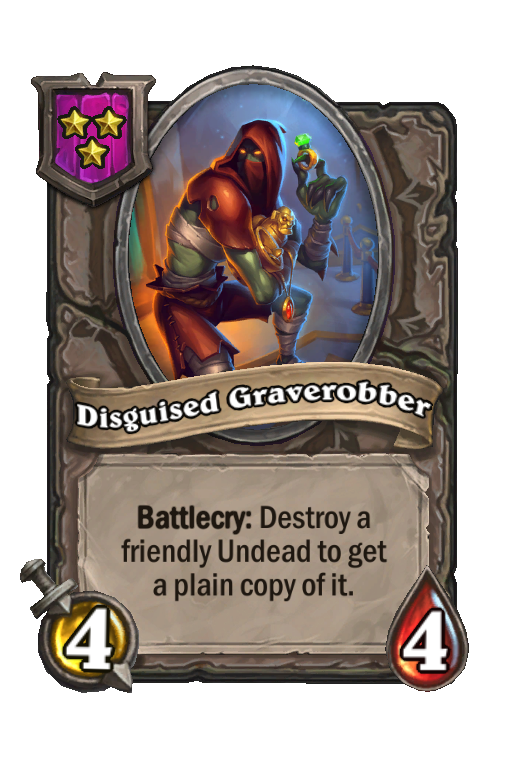 Disguised Graverobber
Battlecry: Destroy a
friendly Undead to get
a plain copy of it.
4
4